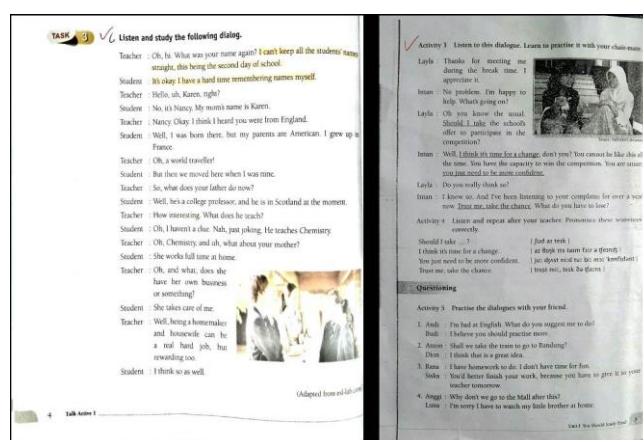 TASK 3 Listen and study the following dialog.
Teacher : Oh, hi. What was your name again? I can't keep all the students' names
straight, this being the second day of school.
Student : It's okay. I have a hard time remembering names myself.
Teacher : Hello, uh, Karen, right?
Student : No, it's Nancy. My mom's name is Karen.
Teacher : Nancy. Okay. I think I heard you were from England.
Student : Well, I was born there, but my parents are American. I grew up in
France.
Teacher : Oh, a world traveller!
Student : But then we moved here when I was nine.
Teacher : So, what does your father do now?
Student : Well, he's a college professor, and he is in Scotland at the moment.
Teacher : How interesting. What does he teach?
Student : Oh, I haven't a clue. Nah, just joking. He teaches Chemistry.
Teacher : Oh, Chemistry, and uh, what about your mother?
Student : She works full time at home.
Teacher : Oh, and what, does she
have her own business
or something?
Student : She takes care of me.
Teacher : Well, being a homemaker
and housewife can be
a real hard job, but
rewarding too.
Student : I think so as well.
(Adapted from esl-lab.com)
4 Talk Active 1
Activity 3 Listen to this dialogue. Learn to practise it with your chair-mate.
Layla : Thanks for meeting me
during the break time. I
appreciate it.
Intan : No problem. I'm happy to
help. What's going on?
Layla : Oh you know the usual.
Should I take the school's
offer to participate in the
competition?
Intan : Well, I think it's time for a change, don't you? You cannot be like this all
the time. You have the capacity to win the competition. You are smart,
you just need to be more confident.
Layla : Do you really think so?
Intan : I know so. And I've been listening to your complains for over a year
now. Trust me, take the chance. What do you have to lose?
Activity 4 Listen and repeat after your teacher. Pronounce these
correctly.
Should I take ... ?
I think it's time for a change.
You just need to be more confident.
Trust me, take the chance.
Questioning
Activity 5 Practise the dialogues with your friend.
1. Andi : I'm bad at English. What do you suggest me to do?
Budi : I believe you should practise more.
2. Anton : Shall we take the train to go to Bandung?
Dion : I think that is a great idea.
3. Rana : I have homework to do. I don't have time for fun.
Siska : You'd better finish your work, because you have to give it to your
teacher tomorrow.
4. Anggi : Why don't we go to the Mall after this?
Luna : I'm sorry I have to watch my little brother at home.